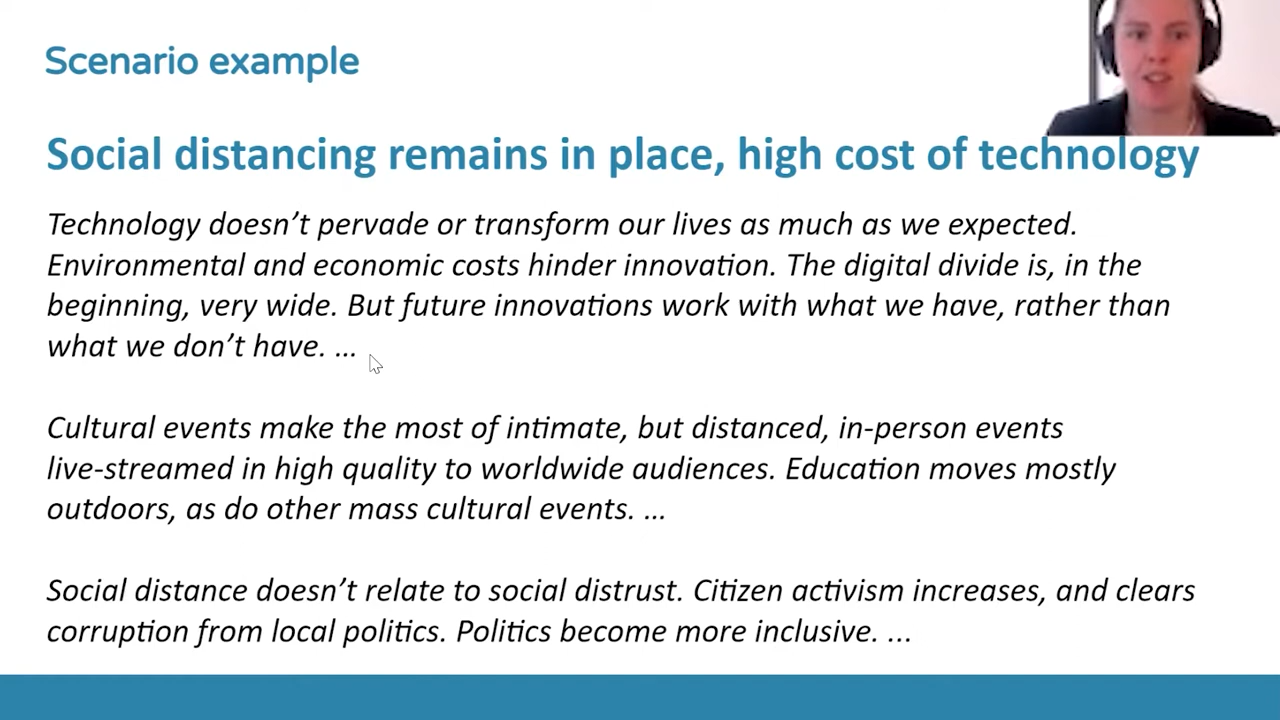 Scenario example
Social distancing remains in place, high cost of technology
Technology doesn’t pervade or transform our lives as much as we expected.
Environmental and economic costs hinder innovation. The digital divide is, in the
beginning, very wide. But future innovations work with what we have, rather than
what we don’t have. ...
Cultural events make the most of intimate, but distanced, in-person events
live-streamed in high quality to worldwide audiences. Education moves mostly
outdoors, as do other mass cultural events. ...
Social distance doesn’t relate to social distrust. Citizen activism increases, and clears
corruption from local politics. Politics become more inclusive. ...